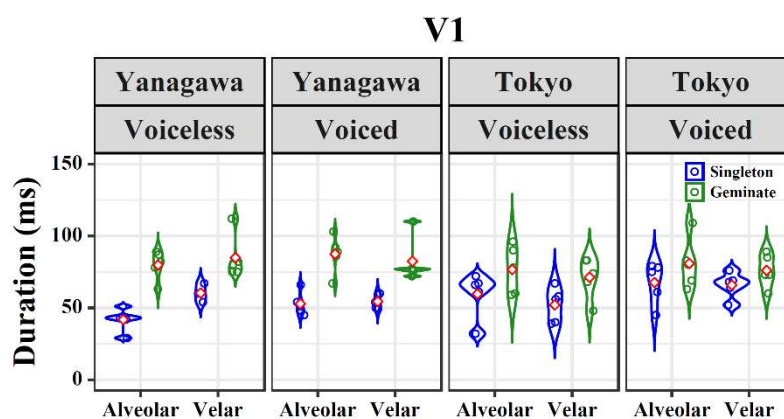 V1
Yanagawa Yanagawa Tokyo Tokyo
Voiceless Voiced Voiceless Voiced
150
100
50
0
Duration (ms)
Singleton
Geminate
Alveolar Velar Alveolar Velar Alveolar Velar Alveolar Velar